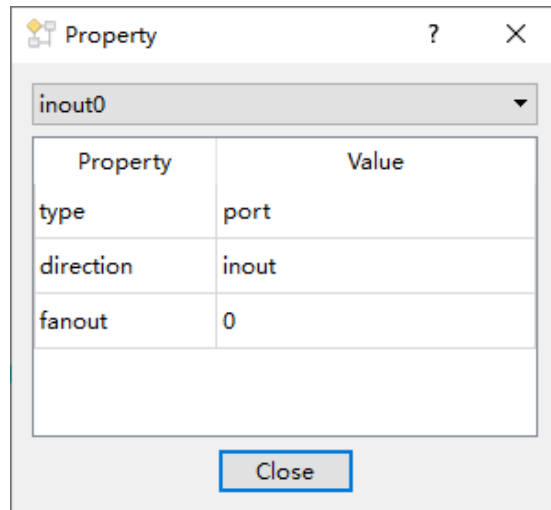 Property ?
inout0
Property Value
type port
direction inout
fanout 0
Close